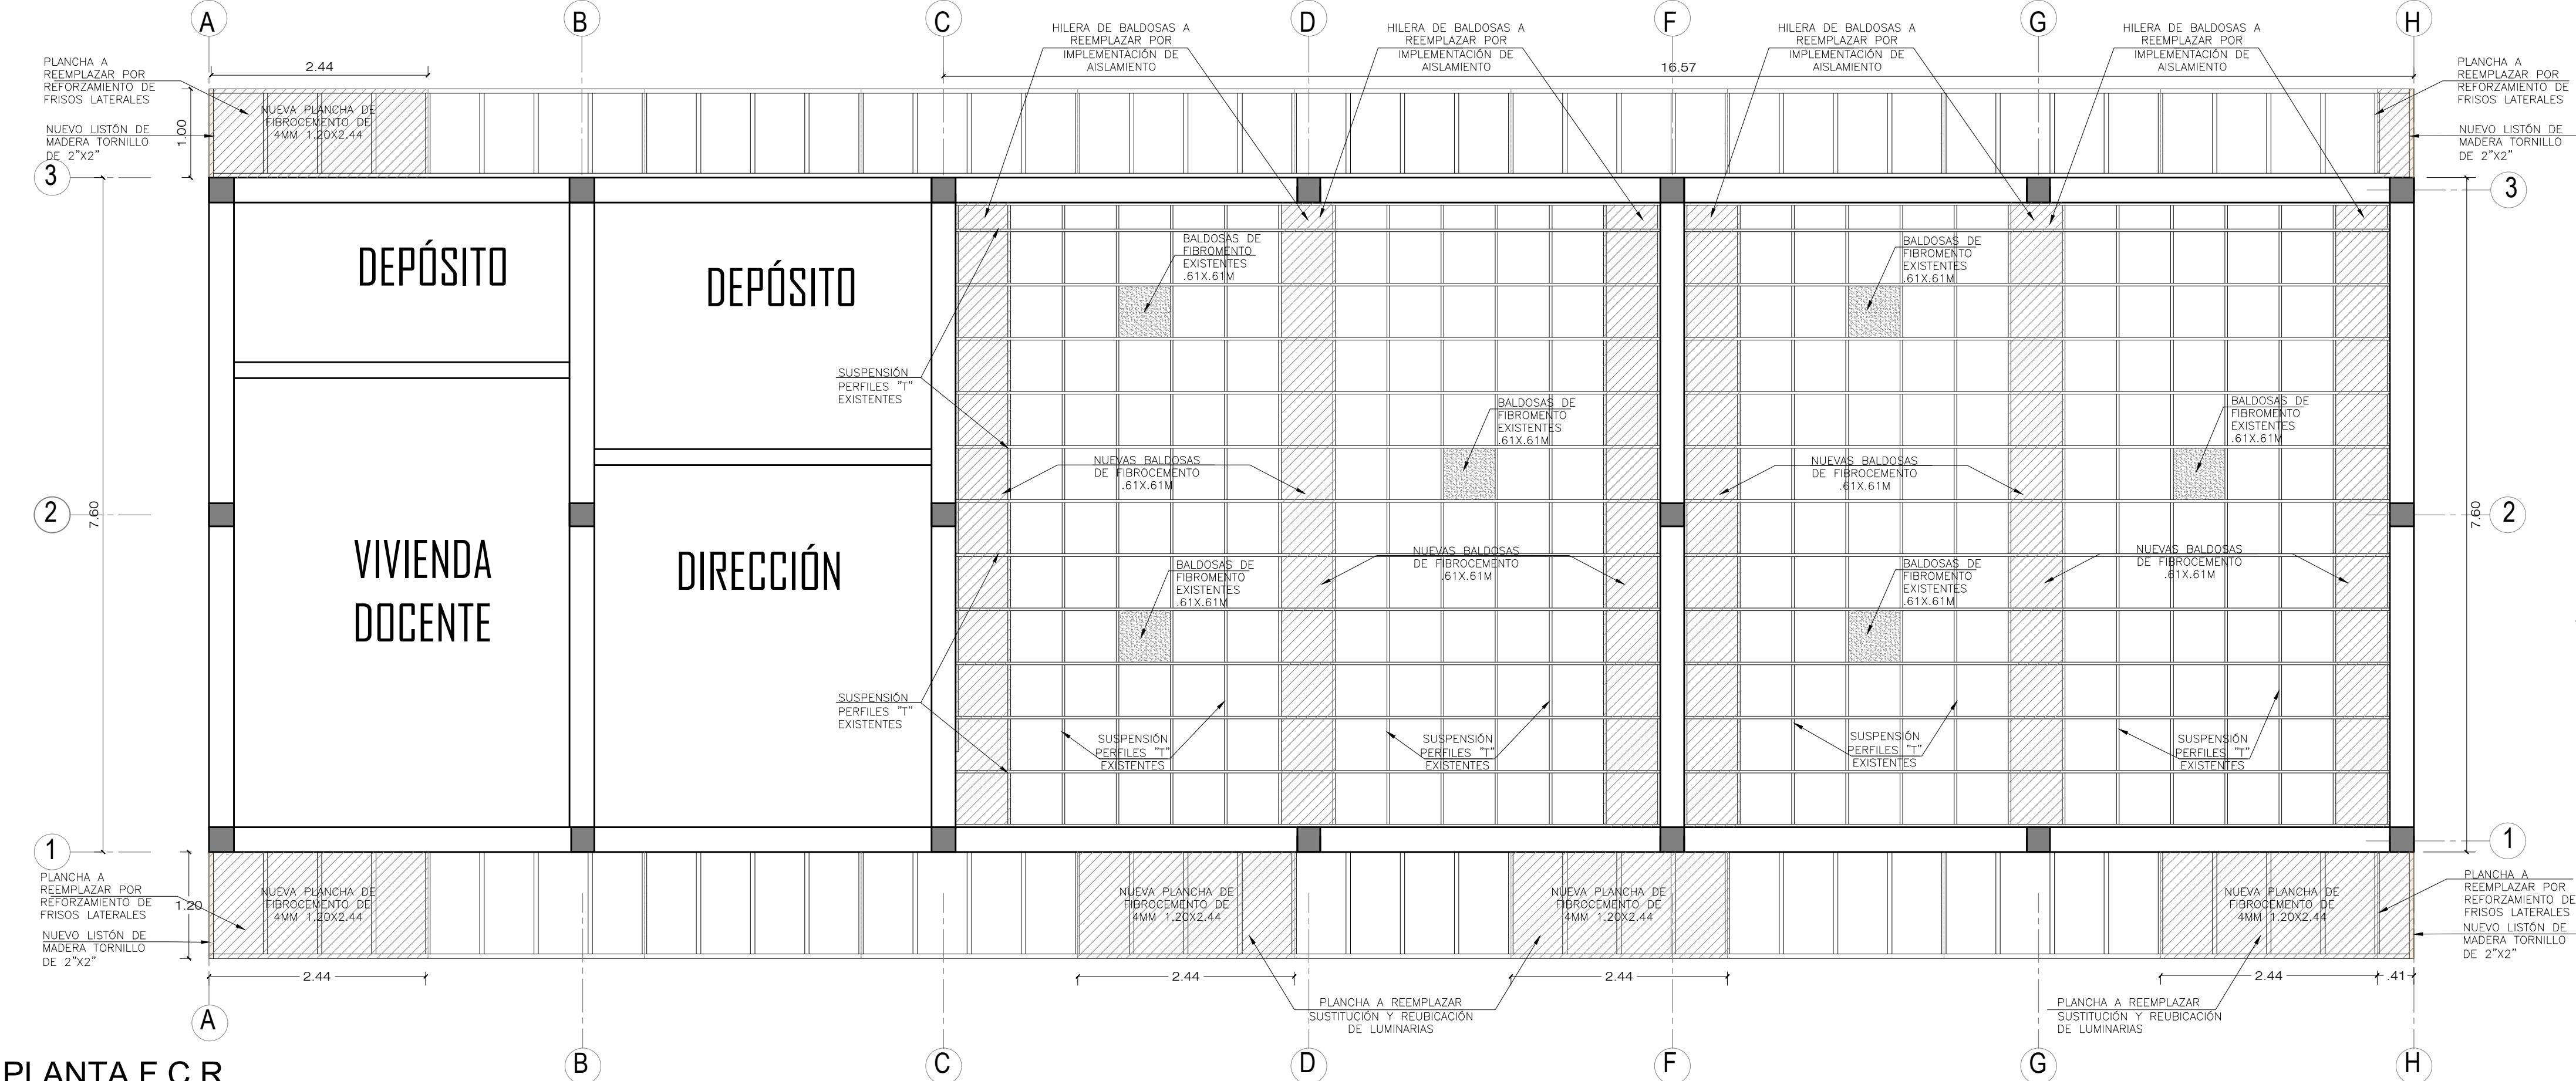 A
B
C
D
F
G
H
HILERA DE BALDOSAS A
REEMPLAZAR POR
IMPLEMENTACIÓN DE
AISLAMIENTO
HILERA DE BALDOSAS A
REEMPLAZAR POR
IMPLEMENTACIÓN DE
AISLAMIENTO
HILERA DE BALDOSAS A
REEMPLAZAR POR
IMPLEMENTACIÓN DE
AISLAMIENTO
HILERA DE BALDOSAS A
REEMPLAZAR POR
IMPLEMENTACIÓN DE
AISLAMIENTO
PLANCHA A
REEMPLAZAR POR
REFORZAMIENTO DE
FRISOS LATERALES
2.44
16.57
PLANCHA A
REEMPLAZAR POR
REFORZAMIENTO DE
FRISOS LATERALES
NUEVO LISTÓN DE
MADERA TORNILLO
DE 2"X2"
1.00
NUEVA PLANCHA DE
FIBROCEMENTO DE
4MM 1.20X2.44
NUEVO LISTÓN DE
MADERA TORNILLO
DE 2"X2"
3
3
DEPÓSITO
DEPÓSITO
BALDOSAS DE
FIBROMENTO
EXISTENTES
.61X.61M
BALDOSAS DE
FIBROMENTO
EXISTENTES
.61X.61M
SUSPENSIÓN
PERFILES "T"
EXISTENTES
BALDOSAS DE
FIBROMENTO
EXISTENTES
.61X.61M
BALDOSAS DE
FIBROMENTO
EXISTENTES
.61X.61M
NUEVAS BALDOSAS
DE FIBROCEMENTO
.61X.61M
NUEVAS BALDOSAS
DE FIBROCEMENTO
.61X.61M
2
7.60
7.60
2
VIVIENDA
DOCENTE
DIRECCIÓN
BALDOSAS DE
FIBROMENTO
EXISTENTES
.61X.61M
NUEVAS BALDOSAS
DE FIBROCEMENTO
.61X.61M
BALDOSAS DE
FIBROMENTO
EXISTENTES
.61X.61M
NUEVAS BALDOSAS
DE FIBROCEMENTO
.61X.61M
SUSPENSIÓN
PERFILES "T"
EXISTENTES
SUSPENSIÓN
PERFILES "T"
EXISTENTES
SUSPENSIÓN
PERFILES "T"
EXISTENTES
SUSPENSIÓN
PERFILES "T"
EXISTENTES
SUSPENSIÓN
PERFILES "T"
EXISTENTES
1
1
PLANCHA A
REEMPLAZAR POR
REFORZAMIENTO DE
FRISOS LATERALES
1.20
NUEVA PLANCHA DE
FIBROCEMENTO DE
4MM 1.20X2.44
NUEVA PLANCHA DE
FIBROCEMENTO DE
4MM 1.20X2.44
NUEVA PLANCHA DE
FIBROCEMENTO DE
4MM 1.20X2.44
NUEVA PLANCHA DE
FIBROCEMENTO DE
4MM 1.20X2.44
PLANCHA A
REEMPLAZAR POR
REFORZAMIENTO DE
FRISOS LATERALES
NUEVO LISTÓN DE
MADERA TORNILLO
DE 2"X2"
NUEVO LISTÓN DE
MADERA TORNILLO
DE 2"X2"
2.44
2.44
2.44
2.44
.41
PLANCHA A REEMPLAZAR
SUSTITUCIÓN Y REUBICACIÓN
DE LUMINARIAS
PLANCHA A REEMPLAZAR
SUSTITUCIÓN Y REUBICACIÓN
DE LUMINARIAS
A
B
C
D
F
G
H
PLANTA F.C.R